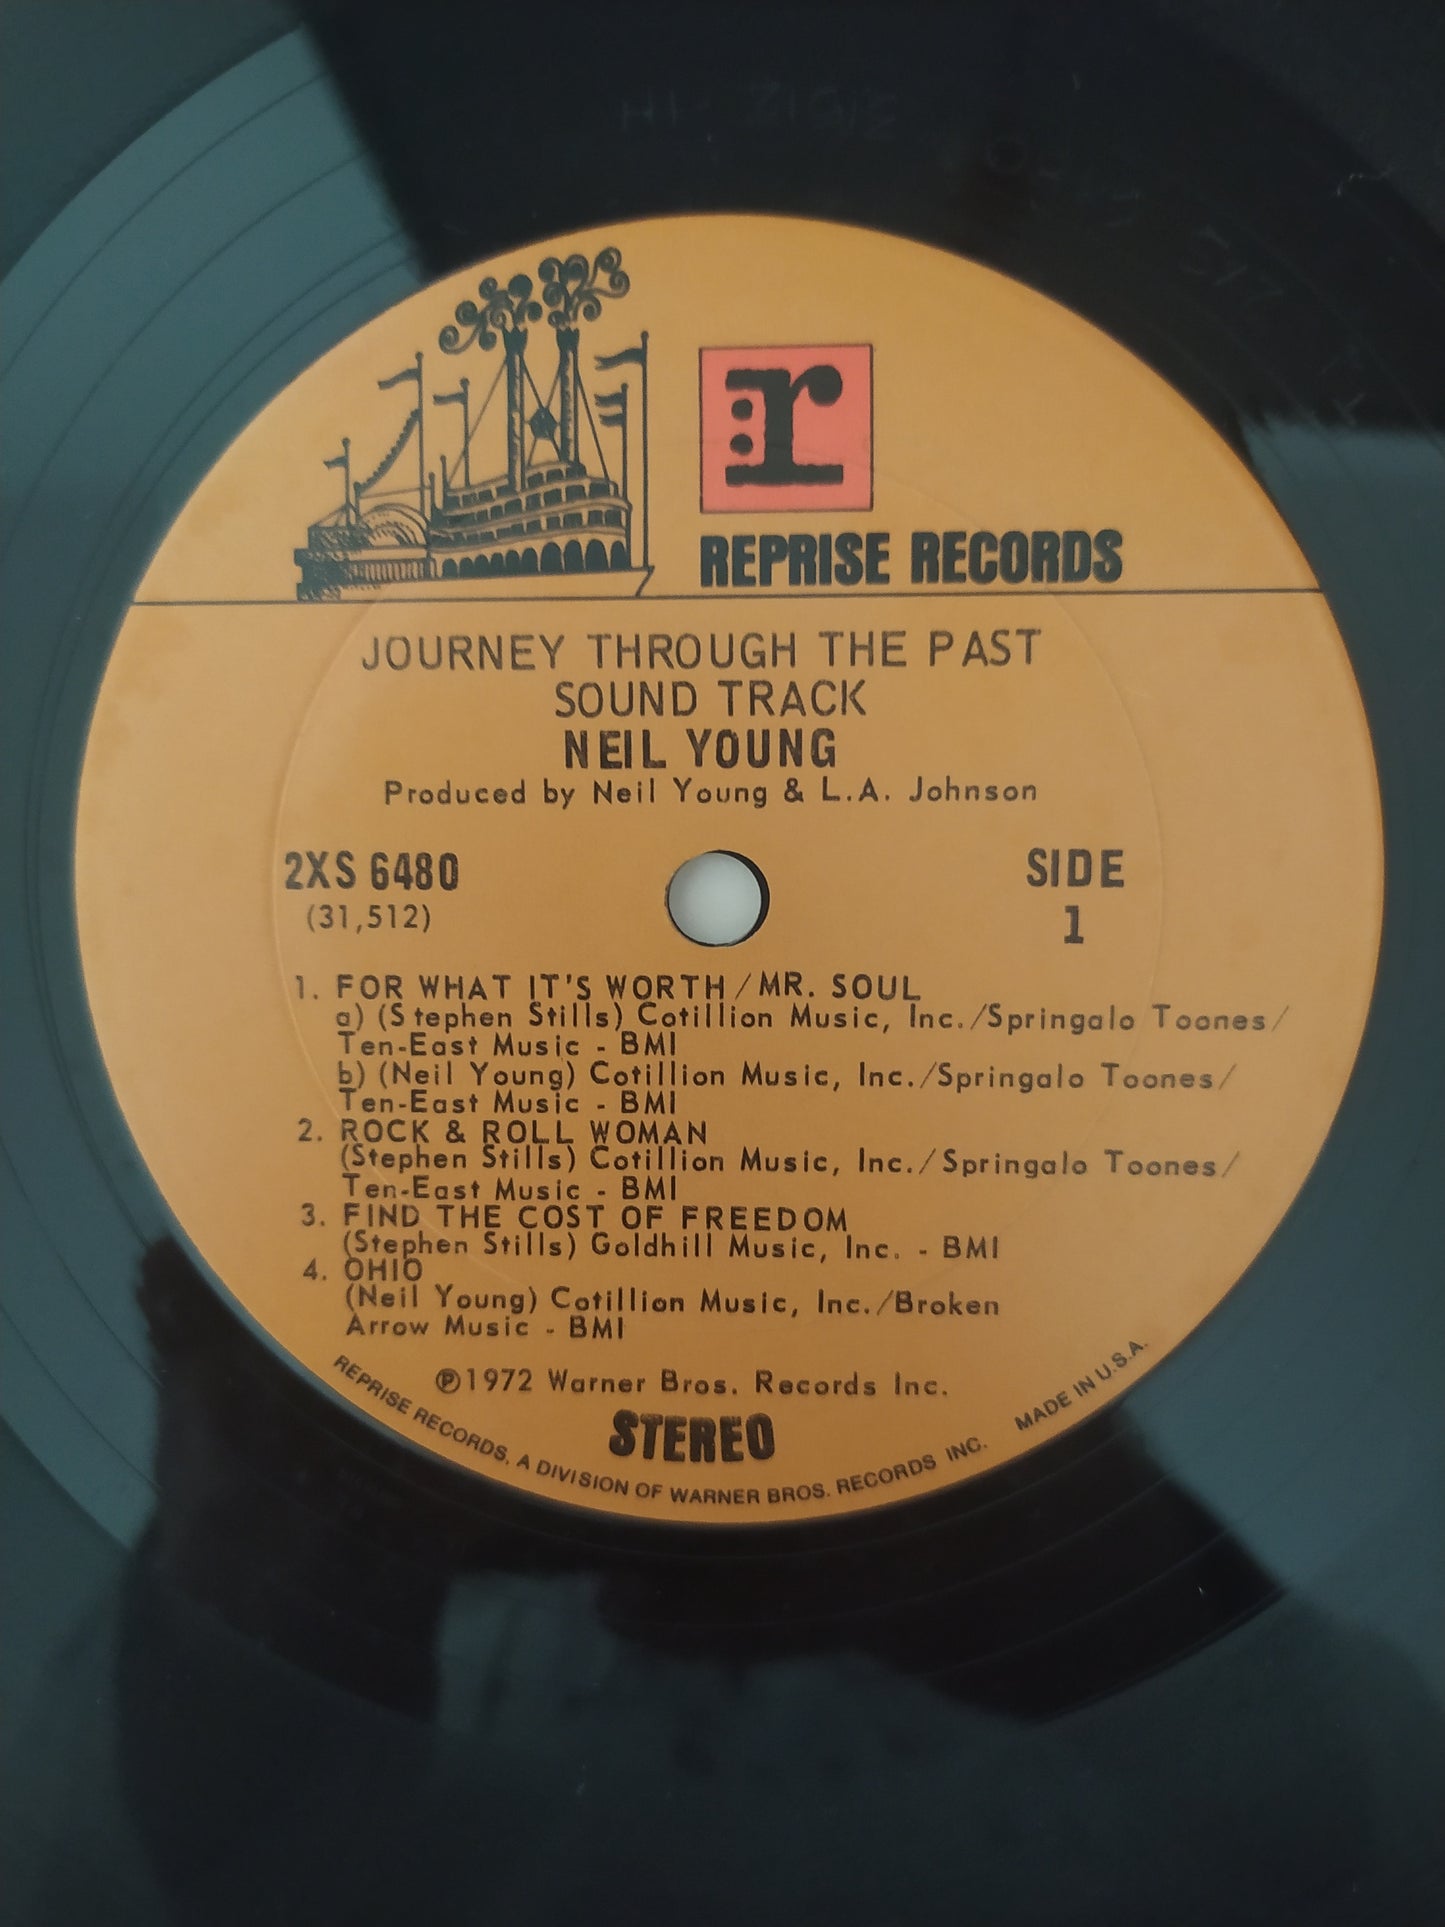 r
REPRISE RECORDS
JOURNEY THROUGH THE PAST
SOUND TRACK
NEIL YOUNG
Produced by Neil Young & L.A. Johnson
2XS 6480
(31,512)
SIDE
1
1. FOR WHAT IT'S WORTH/MR. SOUL
a) (Stephen Stills) Cotillion Music, Inc./Springalo Toones/
Ten-East Music - BMI
b) (Neil Young) Cotillion Music, Inc./Springalo Toones/
Ten-East Music - BMI
2. ROCK & ROLL WOMAN
(Stephen Stills) Cotillion Music, Inc./Springalo Toones/
Ten-East Music - BMI
3. FIND THE COST OF FREEDOM
(Stephen Stills) Goldhill Music, Inc. - BMI
4. OHIO
(Neil Young) Cotillion Music, Inc./Broken
Arrow Music - BMI
℗1972 Warner Bros. Records Inc.
STEREO
REPRISE RECORDS, A DIVISION OF WARNER BROS. RECORDS INC. MADE IN U.S.A.